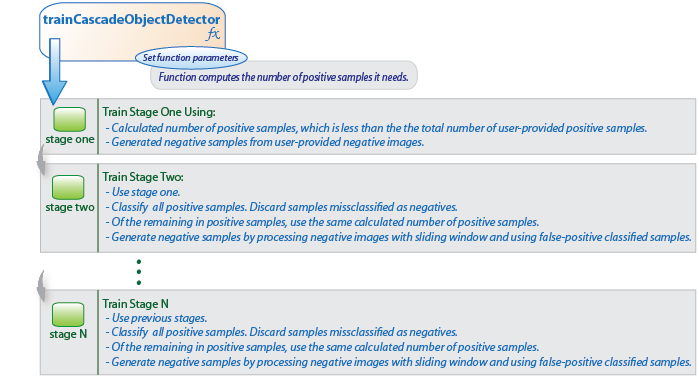 trainCascadeObjectDetector
fx
Set function parameters
Function computes the number of positive samples it needs.
stage one
Train Stage One Using:
- Calculated number of positive samples, which is less than the the total number of user-provided positive samples.
- Generated negative samples from user-provided negative images.
stage two
Train Stage Two:
- Use stage one.
- Classify all positive samples. Discard samples missclassified as negatives.
- Of the remaining in positive samples, use the same calculated number of positive samples.
- Generate negative samples by processing negative images with sliding window and using false-positive classified samples.
stage N
Train Stage N
- Use previous stages.
- Classify all positive samples. Discard samples missclassified as negatives.
- Of the remaining in positive samples, use the same calculated number of positive samples.
- Generate negative samples by processing negative images with sliding window and using false-positive classified samples.